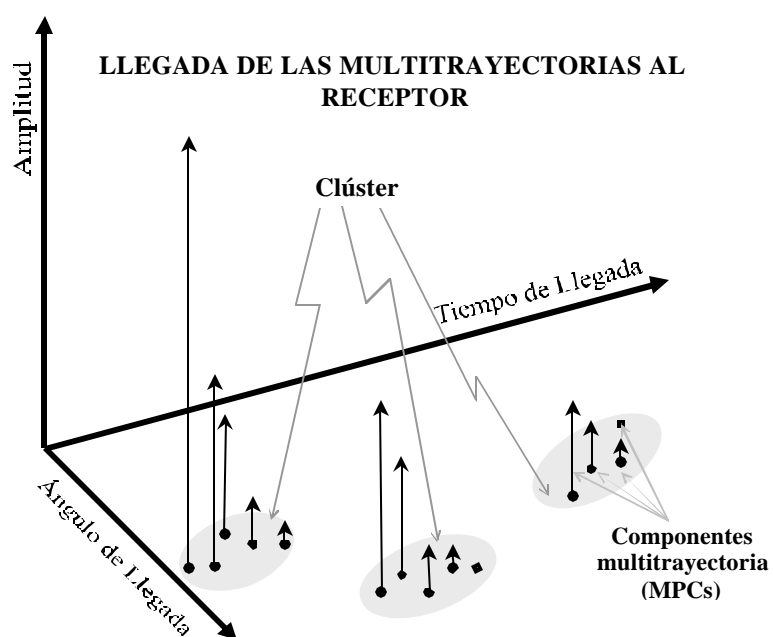 LLEGADA DE LAS MULTITRAYECTORIAS AL
RECEPTOR
Amplitud
Clúster
Tiempo de Llegada
Ángulo de Llegada
Componentes
multitrayectoria
(MPCs)